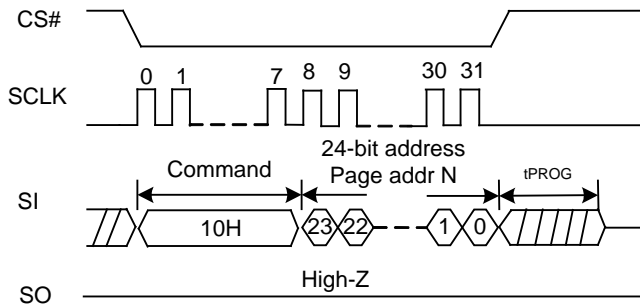 CS#
0 1 7 8 9 30 31
SCLK
24-bit address
Command Page addr N tPROG
SI
10H 23 22 1 0
High-Z
SO